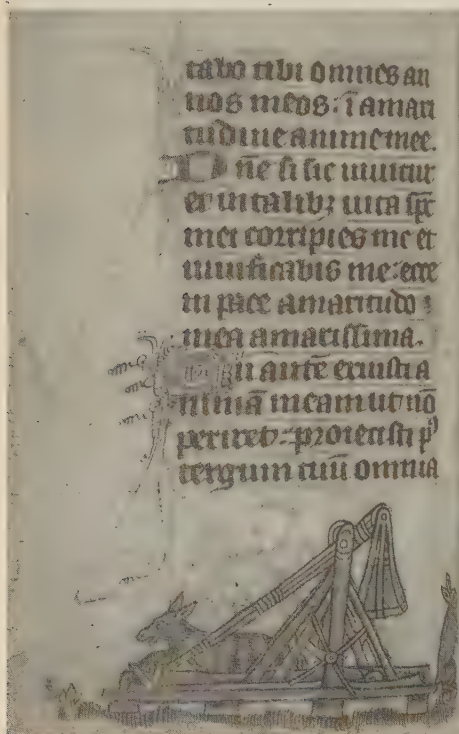 tabo tibi omnes an
nos meos: ī amari
tudine anime mee.
Dñe si sic uiuitur
et in talibꝫ uita sp̄c
mei corripies me et
uiuificabis me: ecce
in pace amaritudo
mea amarissima.
Tu autē eruisti a
nimā meam ut nō
periret: proiecisti p᷒
tergum tuū omnia